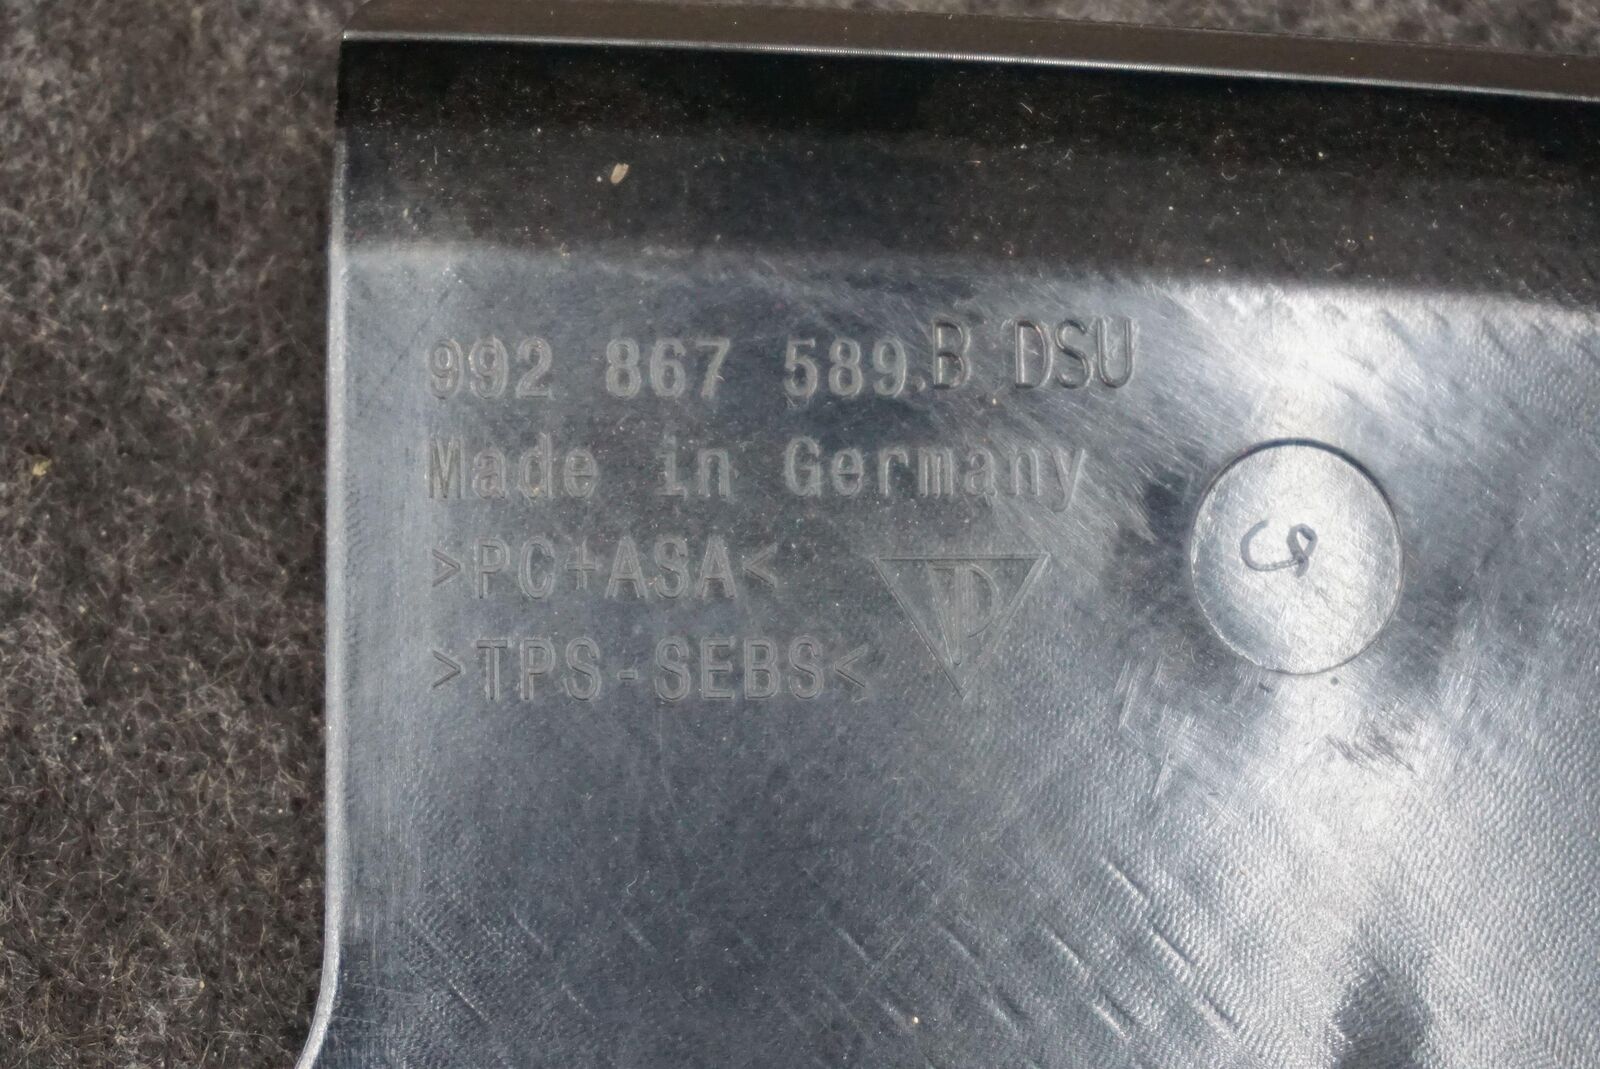 992 867 589.B DSU
Made in Germany
>PC+ASA<
>TPS-SEBS<